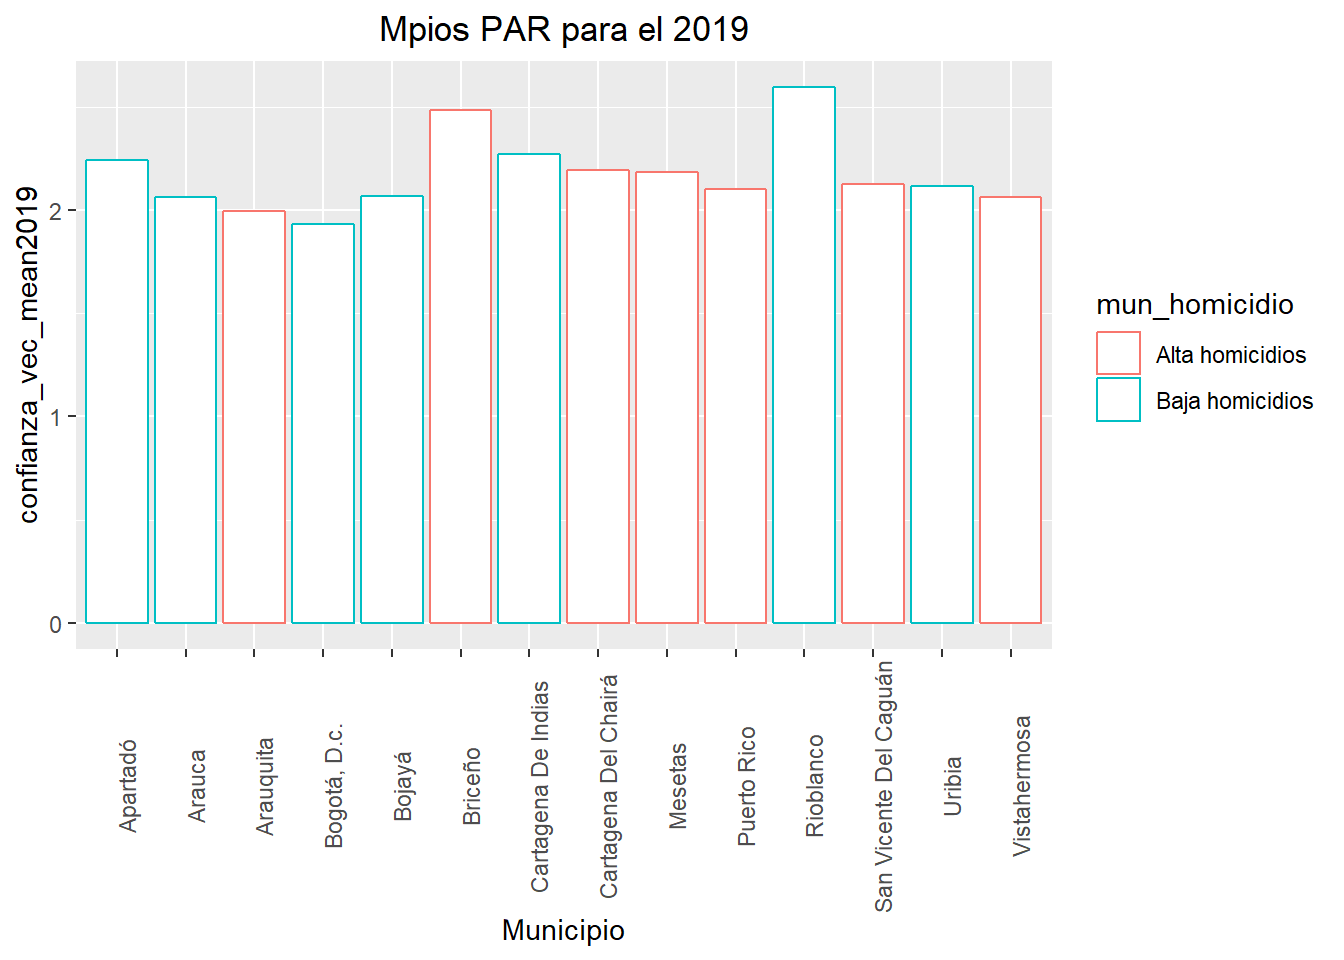 Mpios PAR para el 2019
confianza_vec_mean2019
2
1
0
Apartadó
Arauca
Arauquita
Bogotá, D.c.
Bojayá
Briceño
Cartagena De Indias
Cartagena Del Chairá
Mesetas
Puerto Rico
Rioblanco
San Vicente Del Caguán
Uribia
Vistahermosa
Municipio
mun_homicidio
Alta homicidios
Baja homicidios